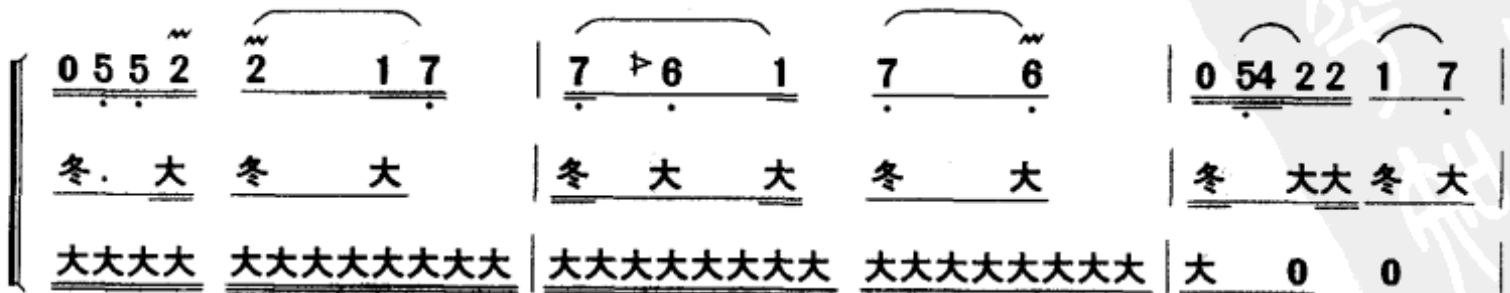 0 5 5 2 2 1 7 | 7 6 1 7 6 | 0 54 2 2 1 7 |
冬. 大 冬 大 | 冬 大 大 冬 大 | 冬 大大 冬 大 |
大大大大 大大大大大大大大 | 大大大大大大大大 大大大大大大大大 | 大 0 0 |